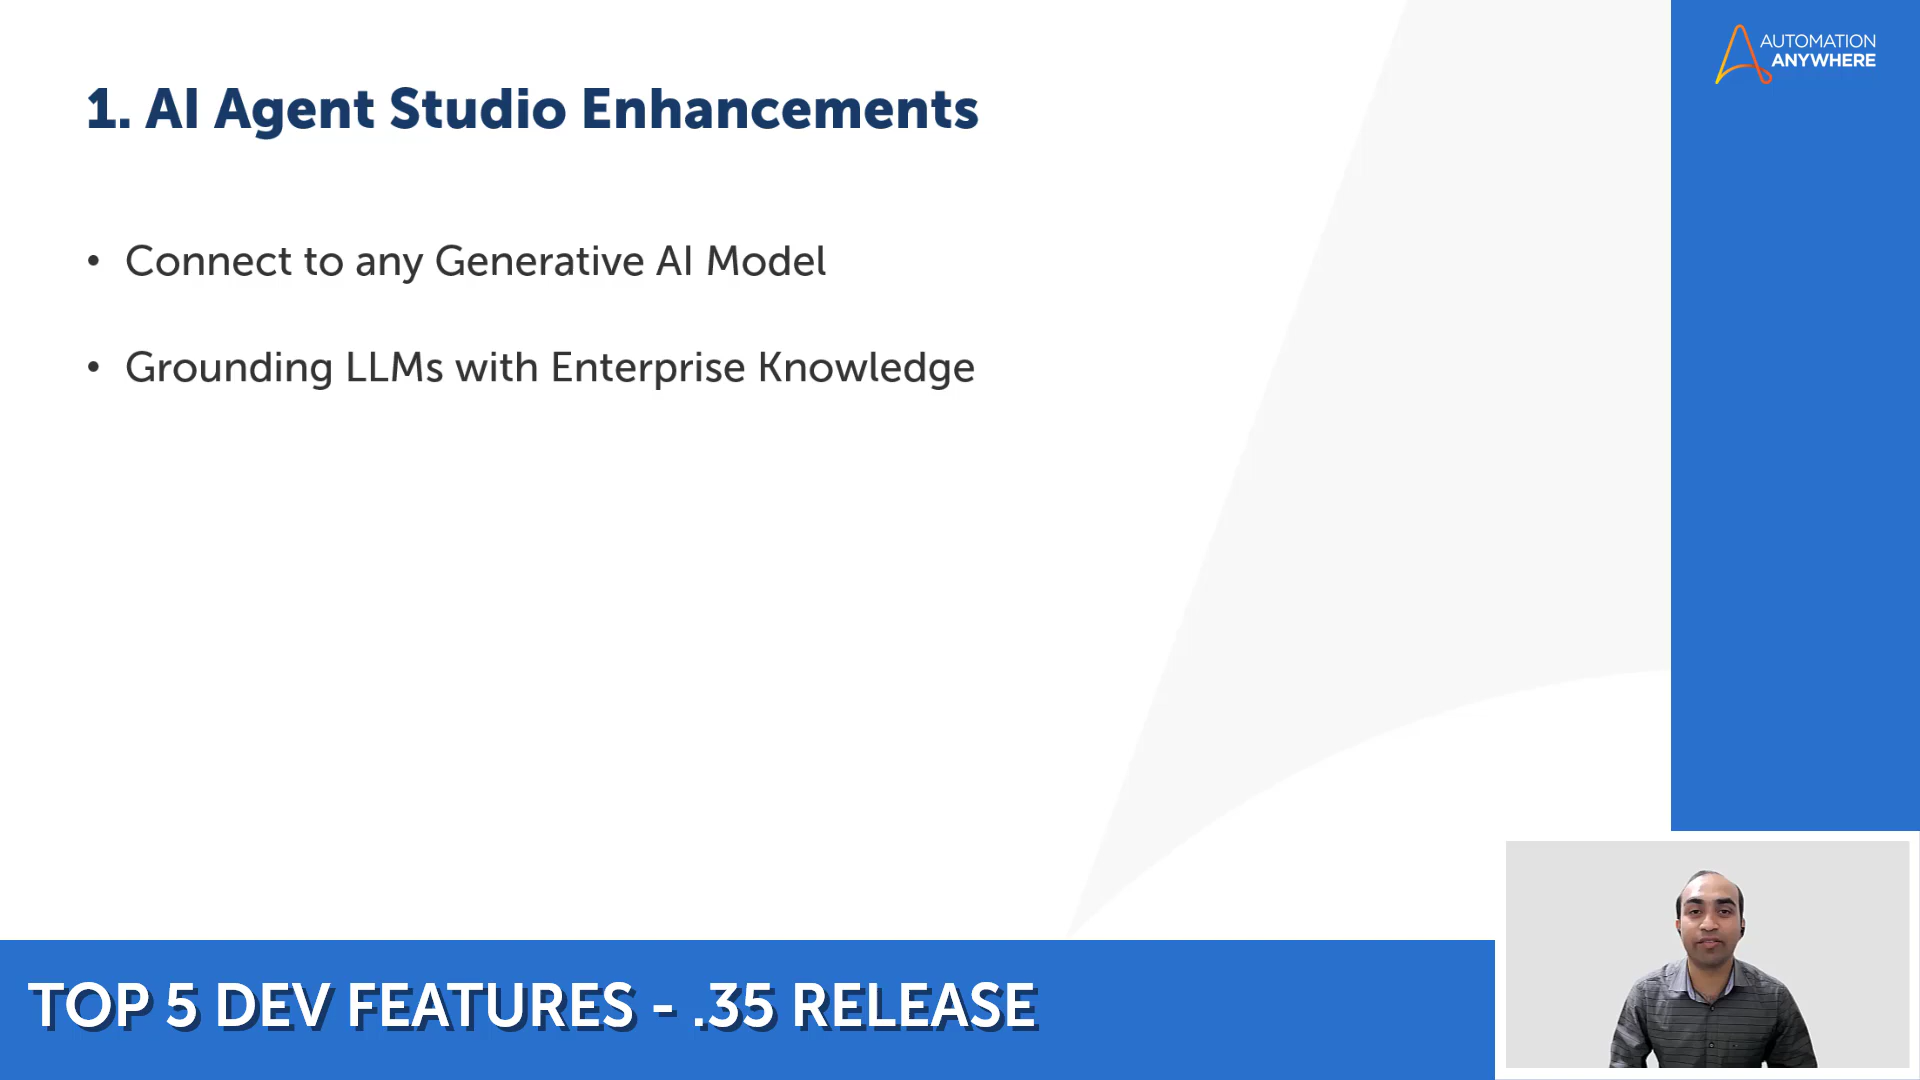 AUTOMATION
ANYWHERE
1. AI Agent Studio Enhancements
• Connect to any Generative AI Model
• Grounding LLMs with Enterprise Knowledge
TOP 5 DEV FEATURES - .35 RELEASE